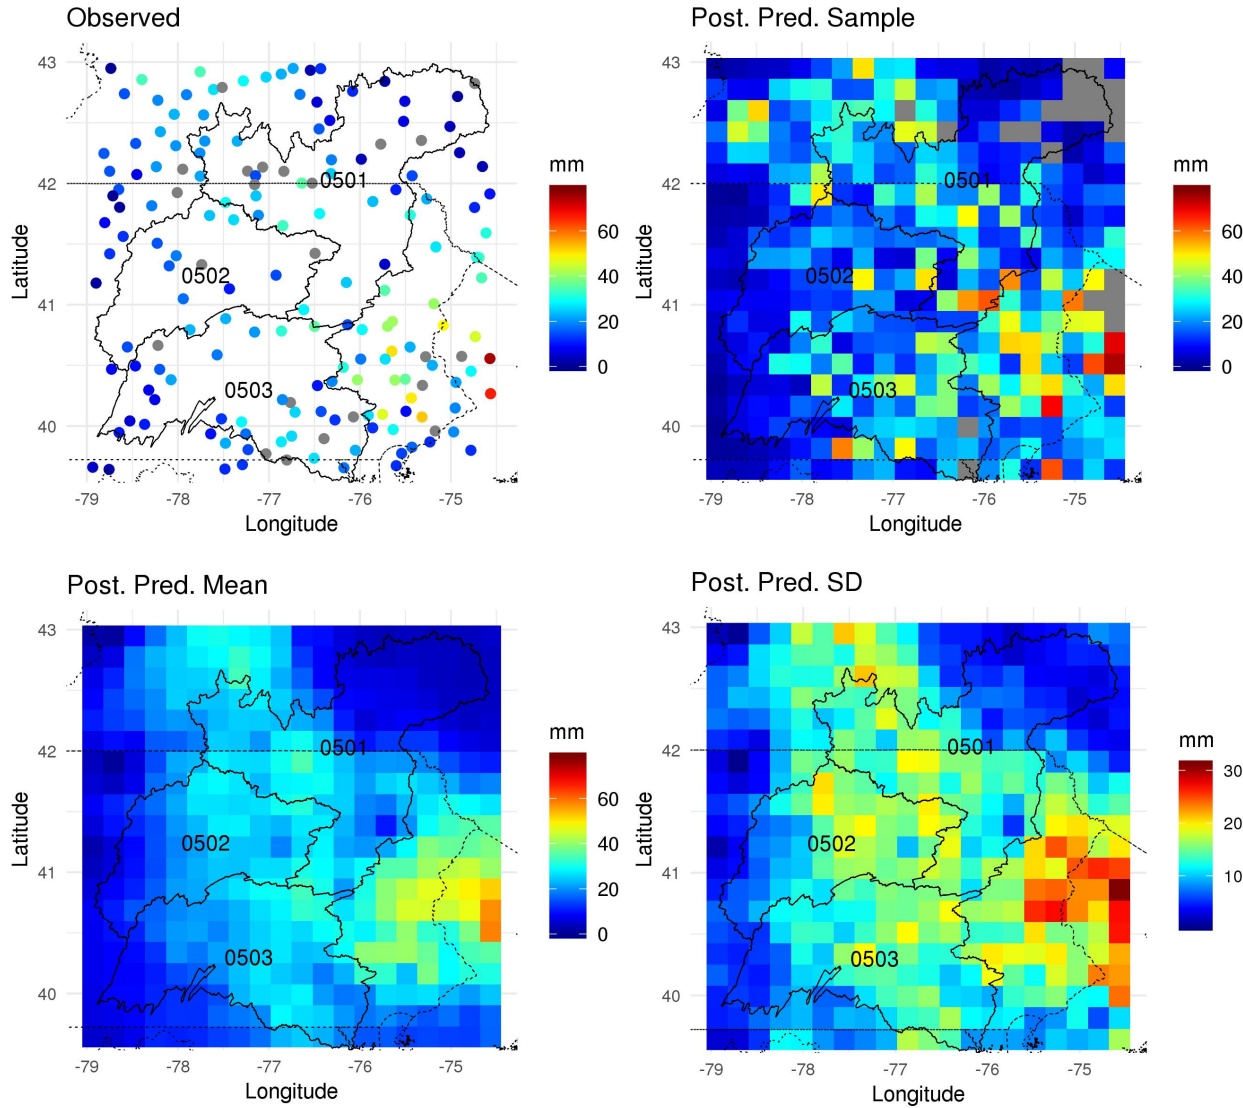 Observed
43
42
41
40
Latitude
0501
0502
0503
-79 -78 -77 -76 -75
Longitude
mm
60
40
20
0
Post. Pred. Sample
43
42
41
40
Latitude
0501
0502
0503
-79 -78 -77 -76 -75
Longitude
mm
60
40
20
0
Post. Pred. Mean
43
42
41
40
Latitude
0501
0502
0503
-79 -78 -77 -76 -75
Longitude
mm
60
40
20
0
Post. Pred. SD
43
42
41
40
Latitude
0501
0502
0503
-79 -78 -77 -76 -75
Longitude
mm
30
20
10